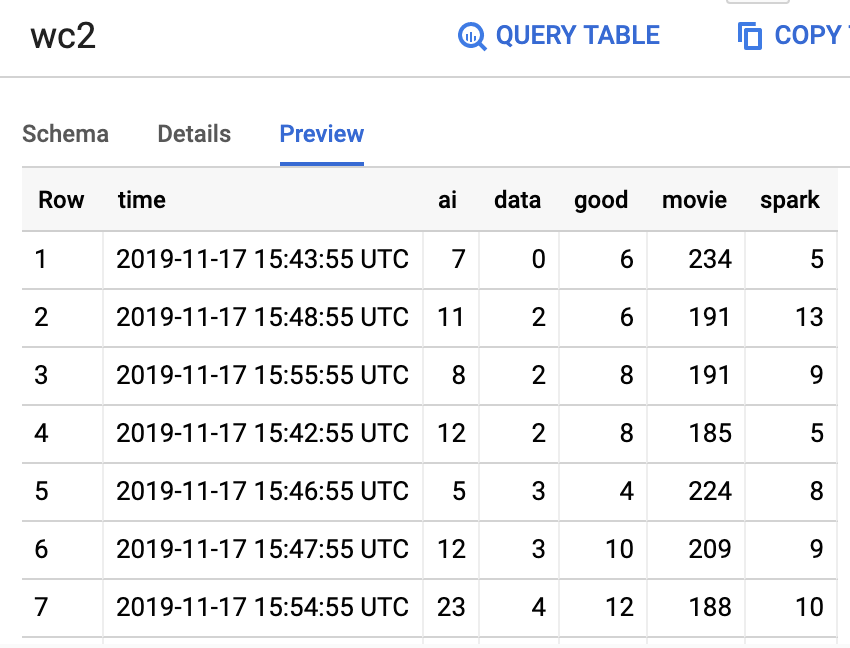 wc2 QUERY TABLE COPY
Schema Details Preview
Row time ai data good movie spark
1 2019-11-17 15:43:55 UTC 7 0 6 234 5
2 2019-11-17 15:48:55 UTC 11 2 6 191 13
3 2019-11-17 15:55:55 UTC 8 2 8 191 9
4 2019-11-17 15:42:55 UTC 12 2 8 185 5
5 2019-11-17 15:46:55 UTC 5 3 4 224 8
6 2019-11-17 15:47:55 UTC 12 3 10 209 9
7 2019-11-17 15:54:55 UTC 23 4 12 188 10